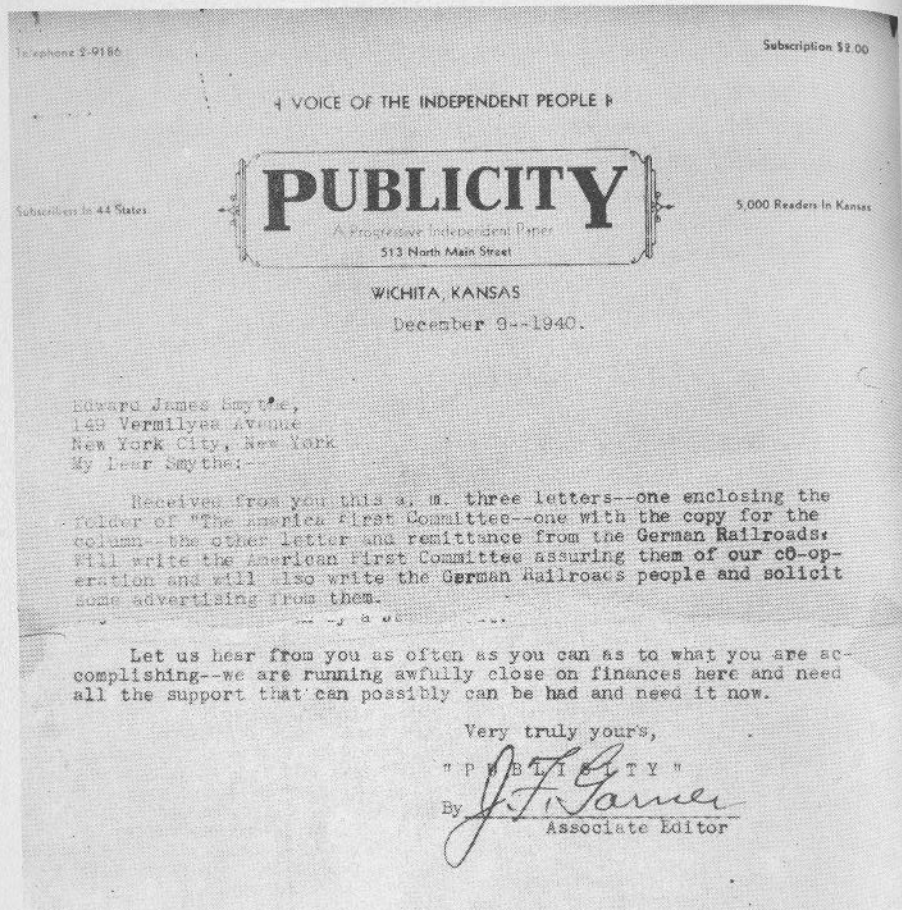 Telephone 2-9186
Subscription $2.00
VOICE OF THE INDEPENDENT PEOPLE
PUBLICITY
A Progressive Independent Paper
513 North Main Street
Subscribers In 44 States
5,000 Readers In Kansas
WICHITA, KANSAS
December 9--1940.
Edward James Smythe,
149 Vermilyea Avenue
New York City, New York
My Dear Smythe:--
Received from you this a. m. three letters--one enclosing the
folder of "The America First Committee--one with the copy for the
column--the other letter and remittance from the German Railroads.
Will write the American First Committee assuring them of our co-op-
eration and will also write the German Railroads people and solicit
some advertising from them.
Let us hear from you as often as you can as to what you are ac-
complishing--we are running awfully close on finances here and need
all the support that can possibly can be had and need it now.
Very truly your's,
"PUBLICITY"
By J. F. Garner
Associate Editor